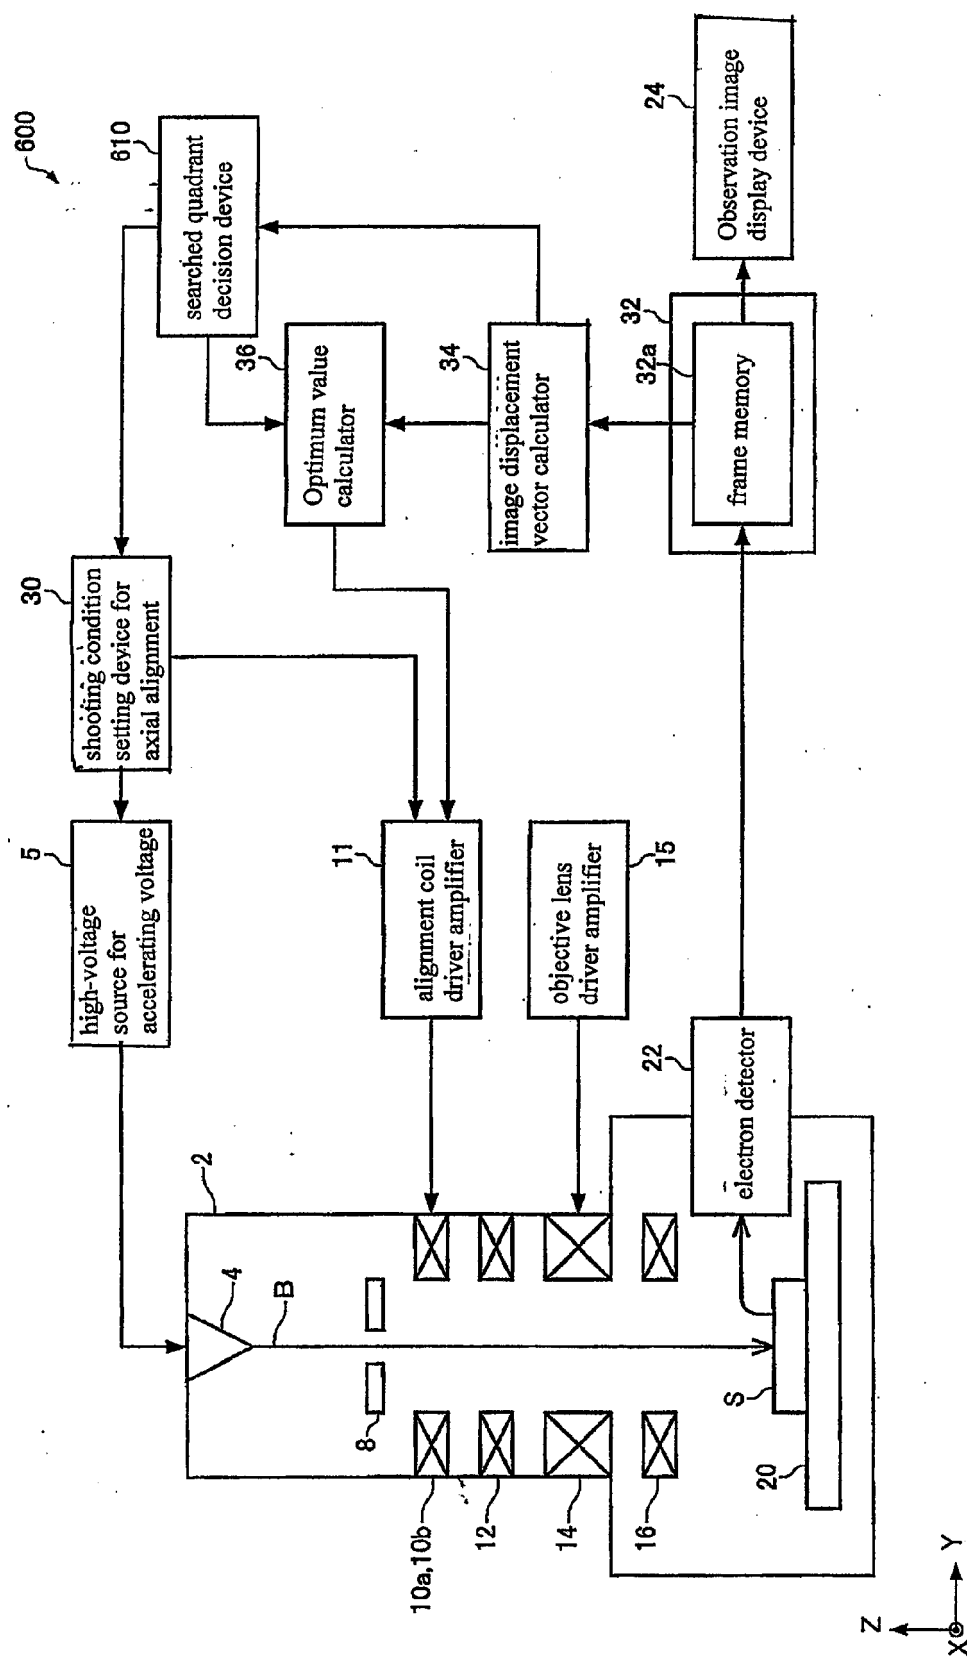 600
610
searched quadrant
decision device
24
Observation image
display device
36
Optimum value
calculator
34
image displacement
vector calculator
32
32a
frame memory
30
shooting condition
setting device for
axial alignment
5
high-voltage
source for
accelerating voltage
11
alignment coil
driver amplifier
15
objective lens
driver amplifier
22
electron detector
2
4
B
8
10a,10b
12
14
16
S
20
Z
Y
X